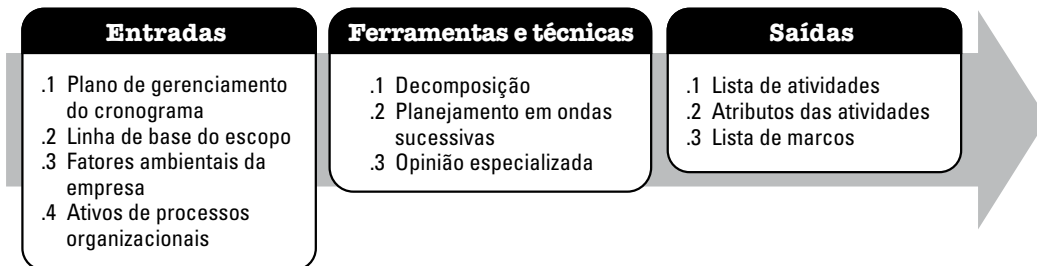 Entradas
.1 Plano de gerenciamento
do cronograma
.2 Linha de base do escopo
.3 Fatores ambientais da
empresa
.4 Ativos de processos
organizacionais
Ferramentas e técnicas
.1 Decomposição
.2 Planejamento em ondas
sucessivas
.3 Opinião especializada
Saídas
.1 Lista de atividades
.2 Atributos das atividades
.3 Lista de marcos